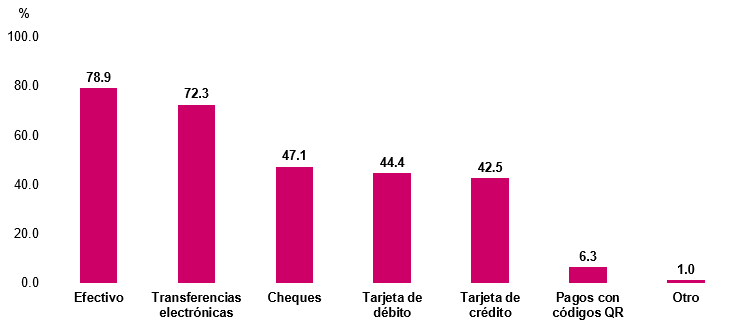 %
100.0
80.0
60.0
40.0
20.0
0.0
78.9
72.3
47.1
44.4
42.5
6.3
1.0
Efectivo
Transferencias
electrónicas
Cheques
Tarjeta de
débito
Tarjeta de
crédito
Pagos con
códigos QR
Otro